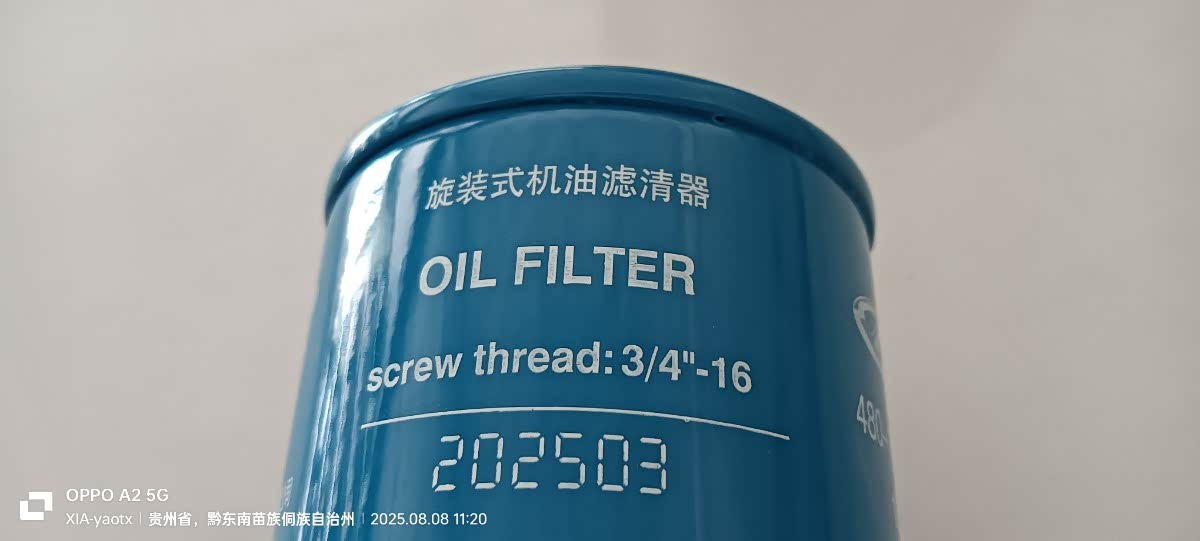 旋装式机油滤清器
OIL FILTER
screw thread: 3/4"-16
202503
480-
OPPO A2 5G
XIA-yaotx | 贵州省，黔东南苗族侗族自治州 | 2025.08.08 11:20